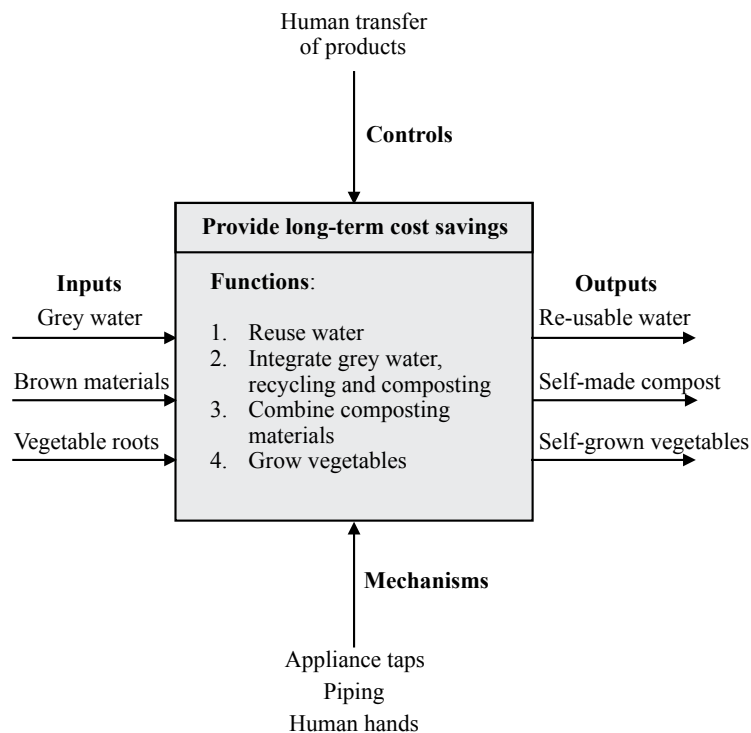 Human transfer
of products
Controls
Provide long-term cost savings
Inputs
Grey water
Brown materials
Vegetable roots
Functions:
1. Reuse water
2. Integrate grey water,
recycling and composting
3. Combine composting
materials
4. Grow vegetables
Outputs
Re-usable water
Self-made compost
Self-grown vegetables
Mechanisms
Appliance taps
Piping
Human hands